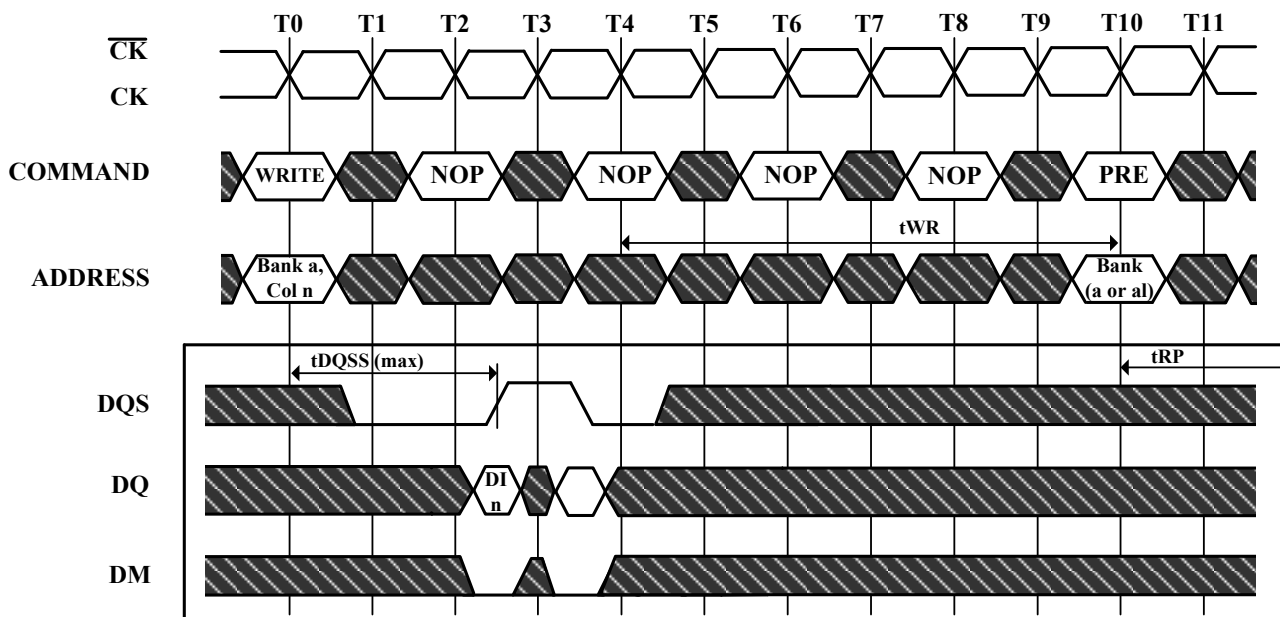 T0 T1 T2 T3 T4 T5 T6 T7 T8 T9 T10 T11
CK
CK
COMMAND WRITE NOP NOP NOP NOP PRE
tWR
ADDRESS Bank a, Col n Bank (a or al)
tDQSS (max) tRP
DQS
DQ DI n
DM